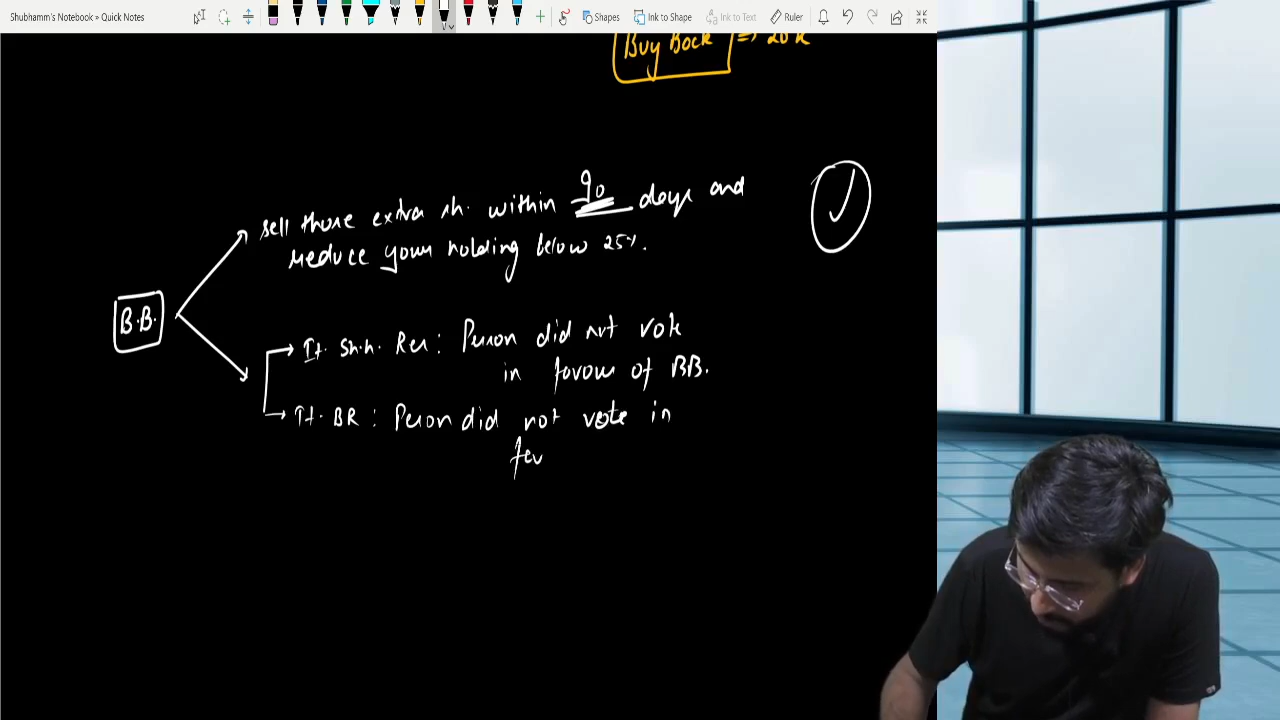 Shubhamm's Notebook » Quick Notes
Shapes
Ink to Shape
Ink to Text
Ruler
Buy Back => 20%
sell those extra sh. within 90 days and
reduce your holding below 25%.
B.B.
If. Sh.h. Res : Person did not vote
in favour of BB.
If. BR : Person did not vote in
fav